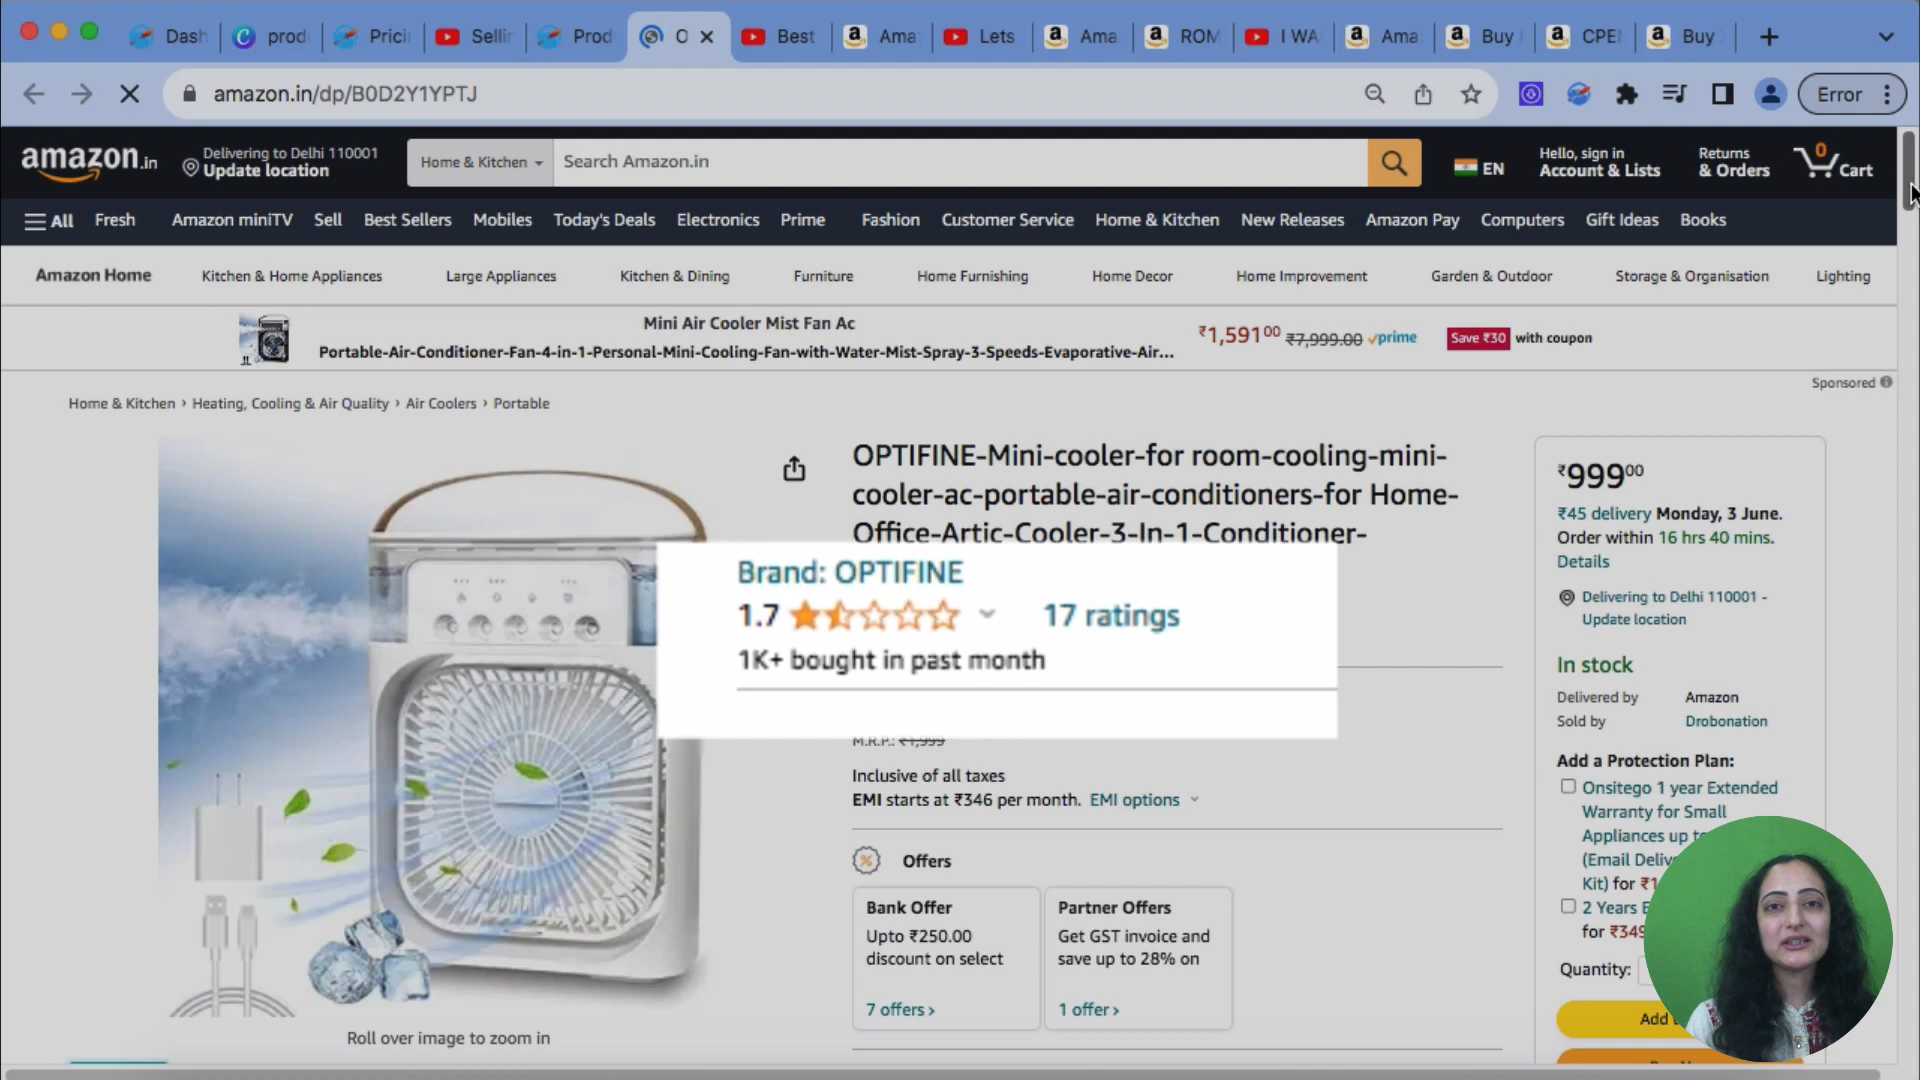 Dash
prod
Prici
Sellin
Prod
O
Best
Ama
Lets
Ama
ROM
I WA
Ama
Buy
CPE
Buy
amazon.in/dp/B0D2Y1YPTJ
Error
amazon.in
Delivering to Delhi 110001
Update location
Home & Kitchen
Search Amazon.in
EN
Hello, sign in
Account & Lists
Returns
& Orders
0
Cart
All
Fresh
Amazon miniTV
Sell
Best Sellers
Mobiles
Today's Deals
Electronics
Prime
Fashion
Customer Service
Home & Kitchen
New Releases
Amazon Pay
Computers
Gift Ideas
Books
Amazon Home
Kitchen & Home Appliances
Large Appliances
Kitchen & Dining
Furniture
Home Furnishing
Home Decor
Home Improvement
Garden & Outdoor
Storage & Organisation
Lighting
Mini Air Cooler Mist Fan Ac
Portable-Air-Conditioner-Fan-4-in-1-Personal-Mini-Cooling-Fan-with-Water-Mist-Spray-3-Speeds-Evaporative-Air...
₹1,591⁰⁰ ₹7,999.00 prime
Save ₹30 with coupon
Sponsored
Home & Kitchen › Heating, Cooling & Air Quality › Air Coolers › Portable
OPTIFINE-Mini-cooler-for room-cooling-mini-
cooler-ac-portable-air-conditioners-for Home-
Office-Artic-Cooler-3-In-1-Conditioner-
Brand: OPTIFINE
1.7
17 ratings
1K+ bought in past month
M.R.P.: ₹1,999
Inclusive of all taxes
EMI starts at ₹346 per month. EMI options
Offers
Bank Offer
Upto ₹250.00
discount on select
7 offers ›
Partner Offers
Get GST invoice and
save up to 28% on
1 offer ›
Roll over image to zoom in
₹999⁰⁰
₹45 delivery Monday, 3 June.
Order within 16 hrs 40 mins.
Details
Delivering to Delhi 110001 -
Update location
In stock
Delivered by Amazon
Sold by Drobonation
Add a Protection Plan:
Onsitego 1 year Extended
Warranty for Small
Appliances up to
(Email Delive
Kit) for ₹1
2 Years E
for ₹349
Quantity:
Add